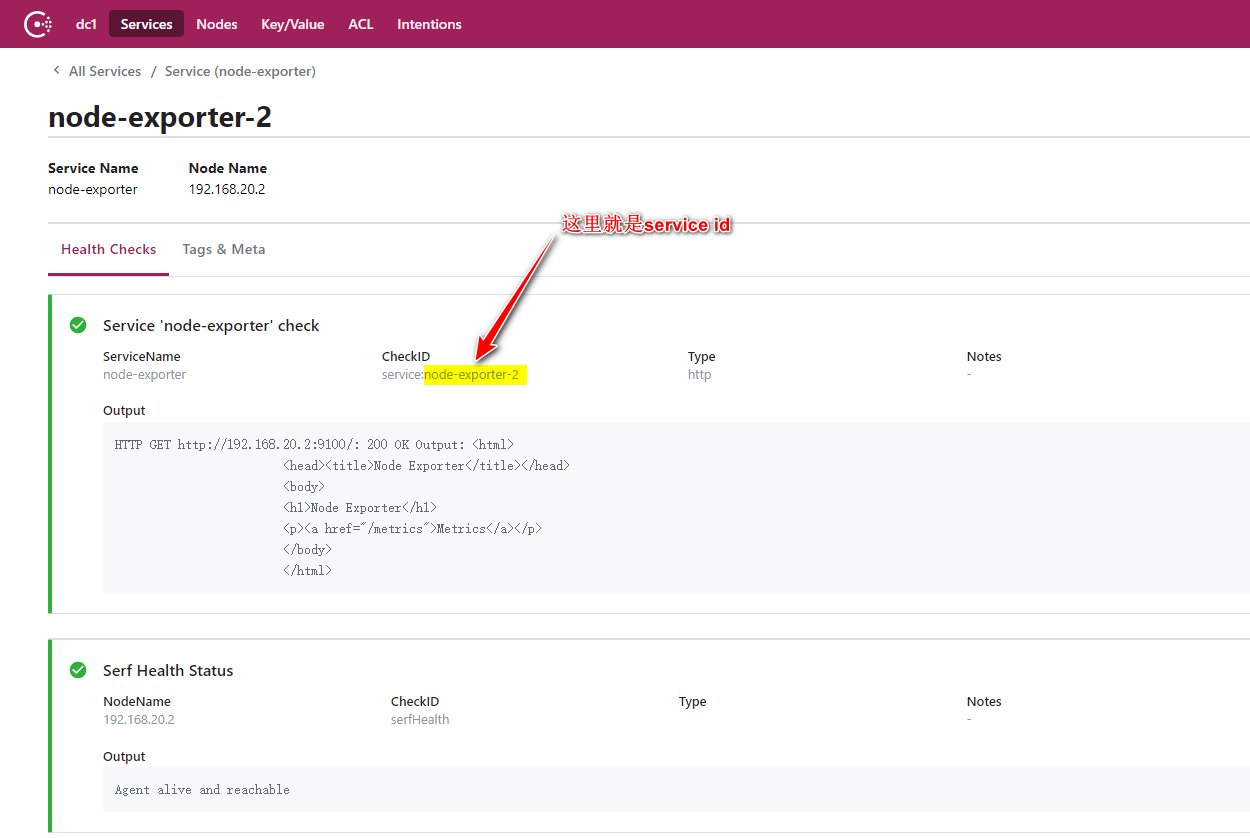 dc1 Services Nodes Key/Value ACL Intentions
All Services / Service (node-exporter)
node-exporter-2
Service Name Node Name
node-exporter 192.168.20.2
这里就是service id
Health Checks Tags & Meta
Service 'node-exporter' check
ServiceName CheckID Type Notes
node-exporter service:node-exporter-2 http -
Output
HTTP GET http://192.168.20.2:9100/: 200 OK Output: <html>
<head><title>Node Exporter</title></head>
<body>
<h1>Node Exporter</h1>
<p><a href="/metrics">Metrics</a></p>
</body>
</html>
Serf Health Status
NodeName CheckID Type Notes
192.168.20.2 serfHealth -
Output
Agent alive and reachable